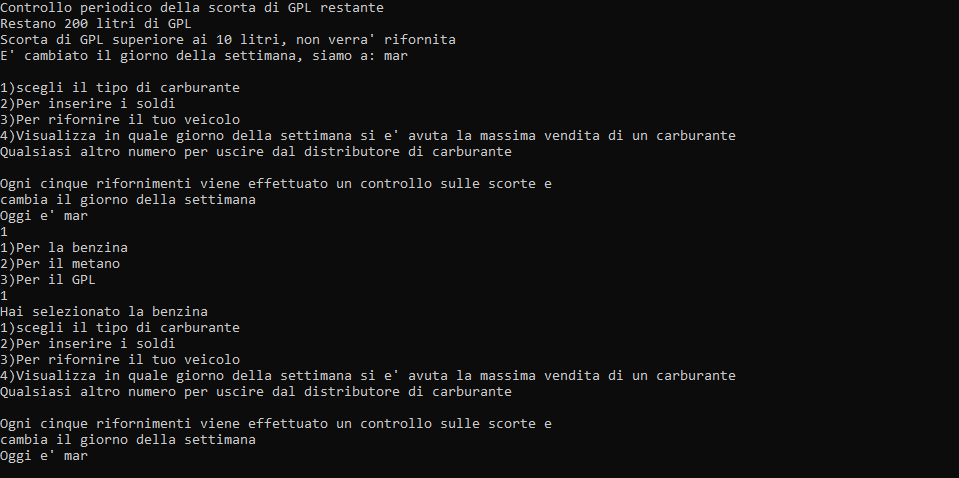 Controllo periodico della scorta di GPL restante
Restano 200 litri di GPL
Scorta di GPL superiore ai 10 litri, non verra' rifornita
E' cambiato il giorno della settimana, siamo a: mar
1)scegli il tipo di carburante
2)Per inserire i soldi
3)Per rifornire il tuo veicolo
4)Visualizza in quale giorno della settimana si e' avuta la massima vendita di un carburante
Qualsiasi altro numero per uscire dal distributore di carburante
Ogni cinque rifornimenti viene effettuato un controllo sulle scorte e
cambia il giorno della settimana
Oggi e' mar
1
1)Per la benzina
2)Per il metano
3)Per il GPL
1
Hai selezionato la benzina
1)scegli il tipo di carburante
2)Per inserire i soldi
3)Per rifornire il tuo veicolo
4)Visualizza in quale giorno della settimana si e' avuta la massima vendita di un carburante
Qualsiasi altro numero per uscire dal distributore di carburante
Ogni cinque rifornimenti viene effettuato un controllo sulle scorte e
cambia il giorno della settimana
Oggi e' mar